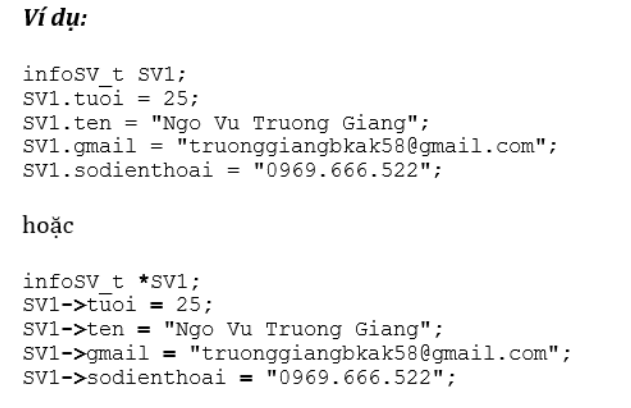 Ví dụ:
infoSV_t SV1;
SV1.tuoi = 25;
SV1.ten = "Ngo Vu Truong Giang";
SV1.gmail = "truonggiangbkak58@gmail.com";
SV1.sodienthoai = "0969.666.522";
hoặc
infoSV_t *SV1;
SV1->tuoi = 25;
SV1->ten = "Ngo Vu Truong Giang";
SV1->gmail = "truonggiangbkak58@gmail.com";
SV1->sodienthoai = "0969.666.522";